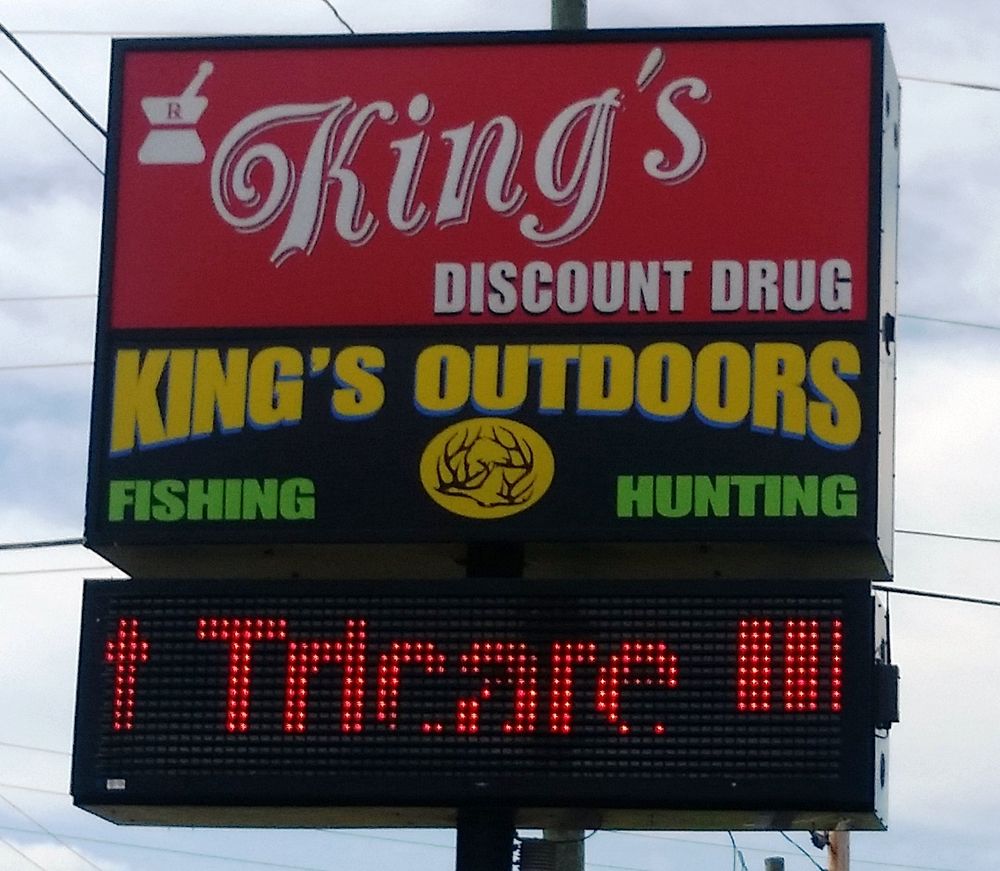 R
King's
DISCOUNT DRUG
KING'S OUTDOORS
FISHING HUNTING
t Tricare